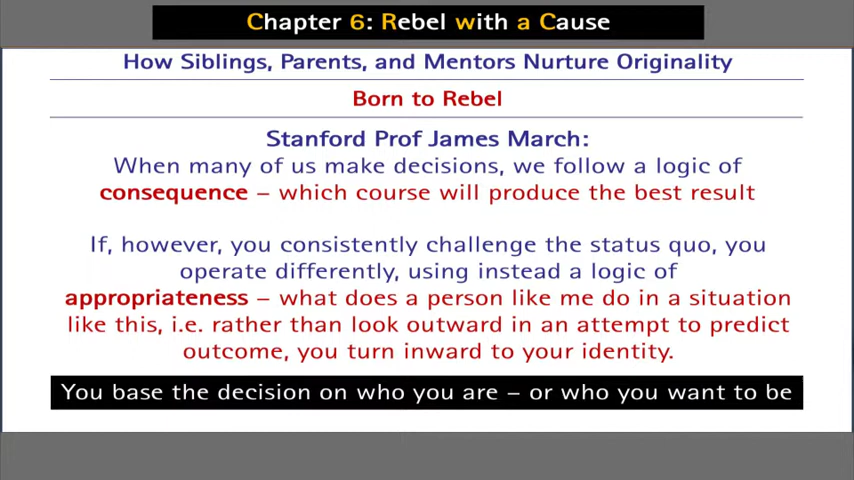 Chapter 6: Rebel with a Cause
How Siblings, Parents, and Mentors Nurture Originality
Born to Rebel
Stanford Prof James March:
When many of us make decisions, we follow a logic of
consequence – which course will produce the best result
If, however, you consistently challenge the status quo, you
operate differently, using instead a logic of
appropriateness – what does a person like me do in a situation
like this, i.e. rather than look outward in an attempt to predict
outcome, you turn inward to your identity.
You base the decision on who you are – or who you want to be